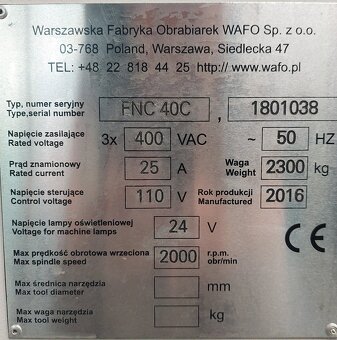 Warszawska Fabryka Obrabiarek WAFO Sp. z o.o.
03-768 Poland, Warszawa, Siedlecka 47
TEL: +48 22 818 44 25 http:// www.wafo.pl
Typ, numer seryjny FNC 40C , 1801038
Type,serial number
Napięcie zasilające 3x 400 VAC ~ 50 HZ
Rated voltage
Prąd znamionowy 25 A Waga 2300 kg
Rated current Weight
Napięcie sterujące 110 V Rok produkcji 2016
Control voltage Manufactured
Napięcie lampy oświetleniowej 24 V
Voltage for machine lamps
Max prędkość obrotowa wrzeciona 2000 r.p.m.
Max spindle speed obr/min
Max średnica narzędzia mm
Max tool diameter
Max waga narzędzia kg
Max tool weight
CE